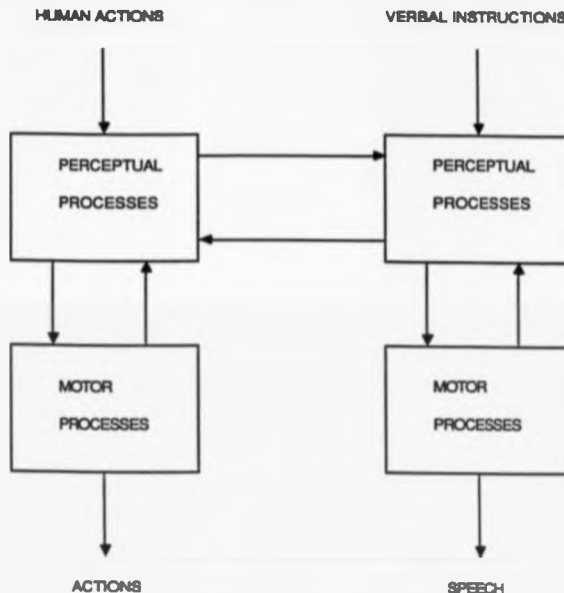 HUMAN ACTIONS
VERBAL INSTRUCTIONS
PERCEPTUAL
PROCESSES
PERCEPTUAL
PROCESSES
MOTOR
PROCESSES
MOTOR
PROCESSES
ACTIONS
SPEECH